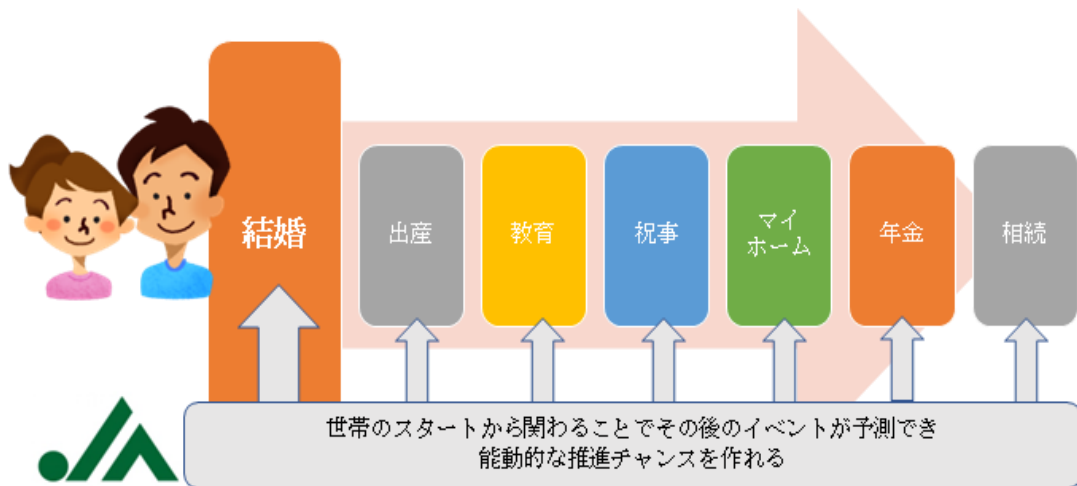 結婚
出産
教育
祝事
マイ
ホーム
年金
相続
世帯のスタートから関わることでその後のイベントが予測でき
能動的な推進チャンスを作れる
JA